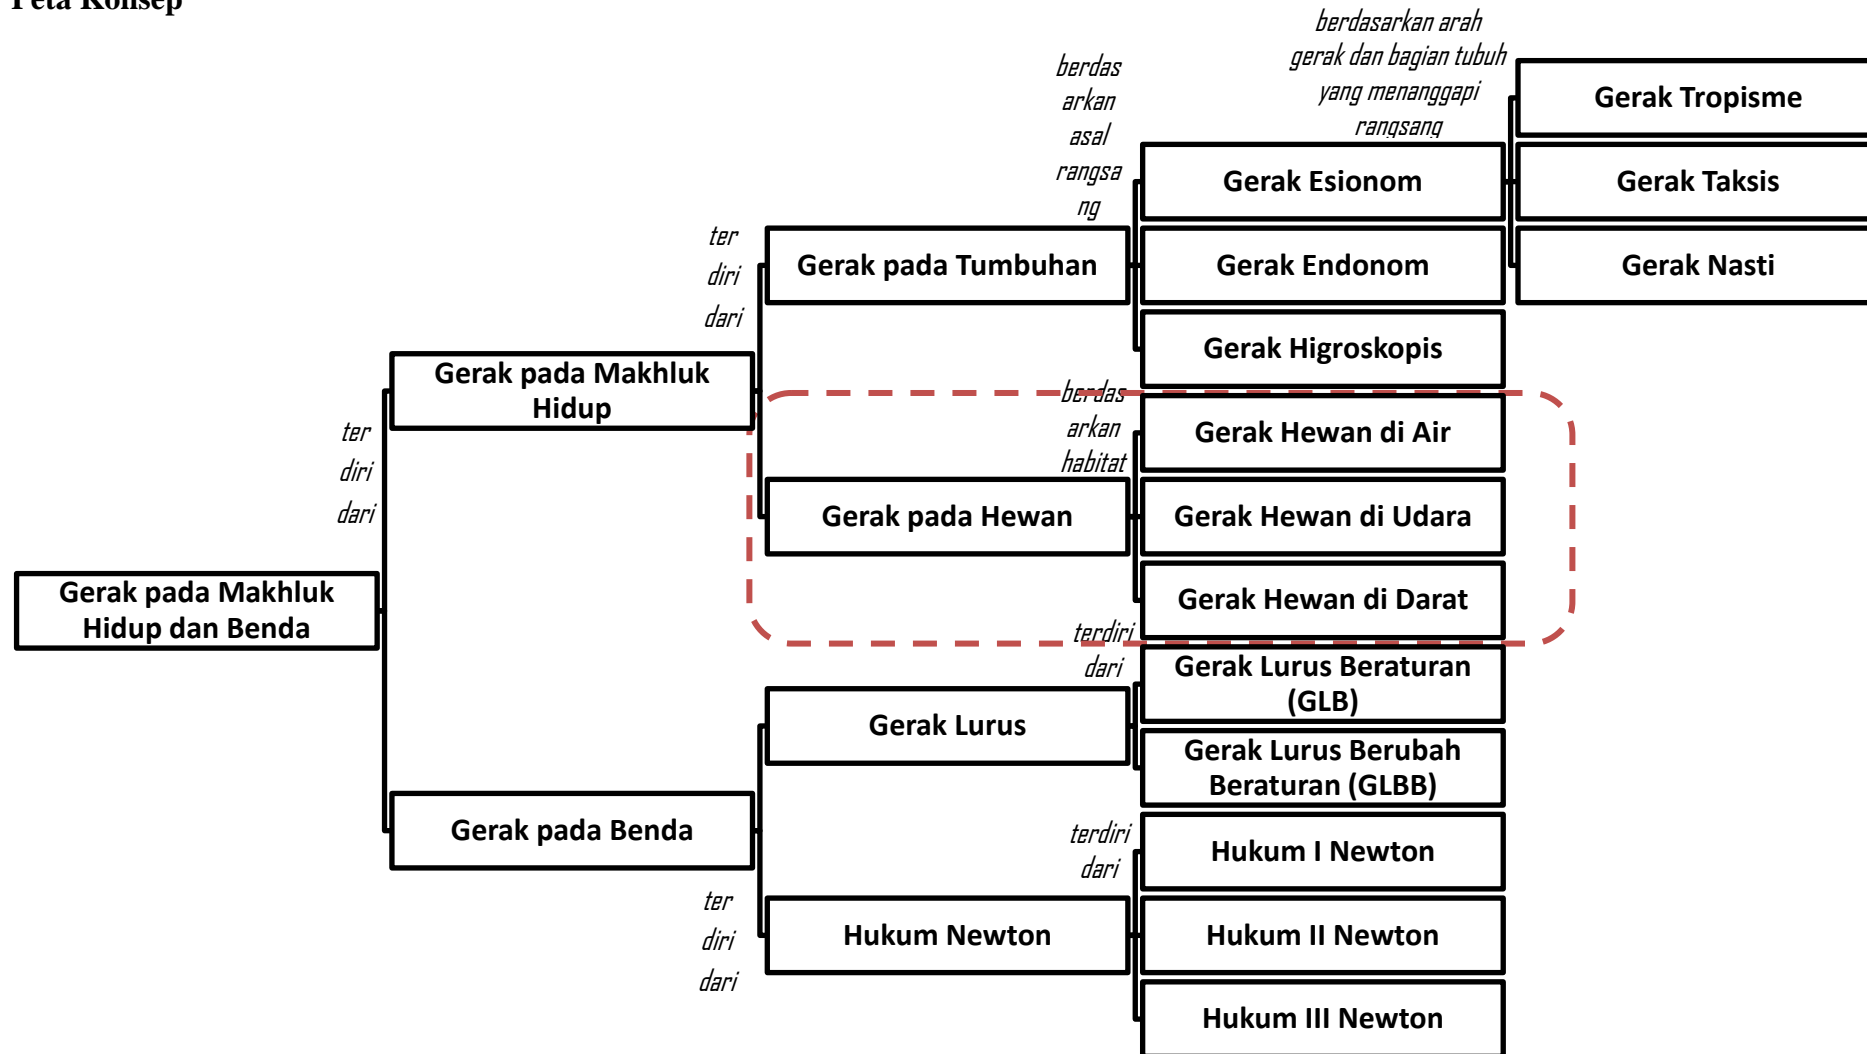 Peta Konsep
berdasarkan arah
gerak dan bagian tubuh
yang menanggapi
rangsang
berdas
arkan
asal
rangsa
ng
Gerak Tropisme
Gerak Esionom
Gerak Taksis
ter
diri
dari
Gerak pada Tumbuhan
Gerak Endonom
Gerak Nasti
Gerak Higroskopis
Gerak pada Makhluk
Hidup
berdas
arkan
habitat
Gerak Hewan di Air
ter
diri
dari
Gerak pada Hewan
Gerak Hewan di Udara
Gerak Hewan di Darat
Gerak pada Makhluk
Hidup dan Benda
terdiri
dari
Gerak Lurus Beraturan
(GLB)
Gerak Lurus
Gerak Lurus Berubah
Beraturan (GLBB)
Gerak pada Benda
terdiri
dari
Hukum I Newton
ter
diri
dari
Hukum Newton
Hukum II Newton
Hukum III Newton